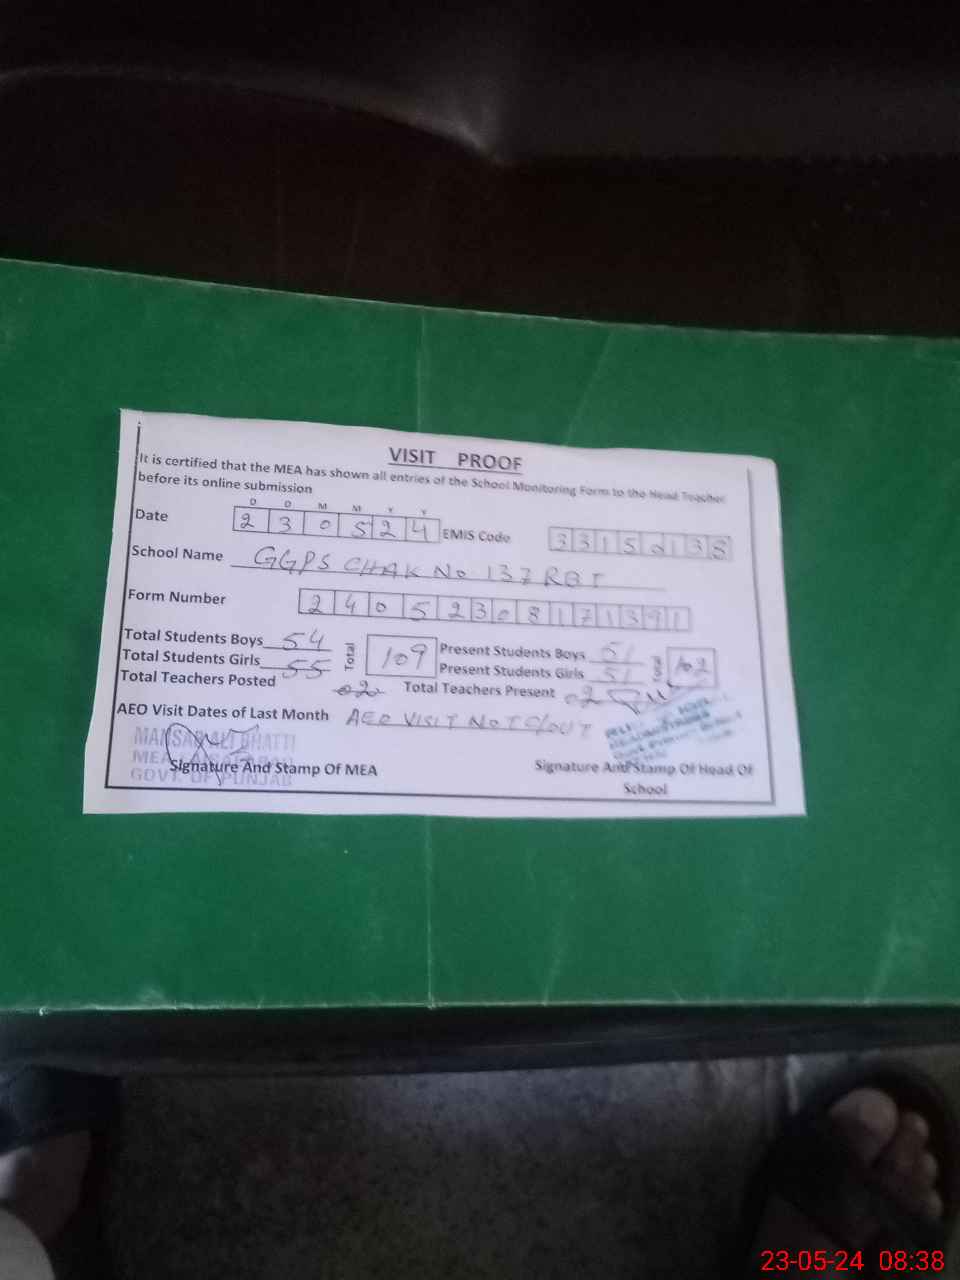 VISIT PROOF
It is certified that the MEA has shown all entries of the School Monitoring Form to the Head Teacher
before its online submission
D D M M Y Y
Date 2 3 0 5 2 4 EMIS Code 3 3 1 5 2 1 3 8
School Name GGPS CHAK No 137 RB I
Form Number 2 4 0 5 2 3 0 8 1 7 1 3 9 1
Total Students Boys 54 Total 109 Present Students Boys 51 102
Total Students Girls 55 Present Students Girls 51
Total Teachers Posted 02 Total Teachers Present 02
AEO Visit Dates of Last Month AEO VISIT NOT
MANSAB ALI BHATTI
MEA
GOVT. OF PUNJAB
Signature And Stamp Of MEA
Signature And Stamp Of Head Of
School
23-05-24 08:38